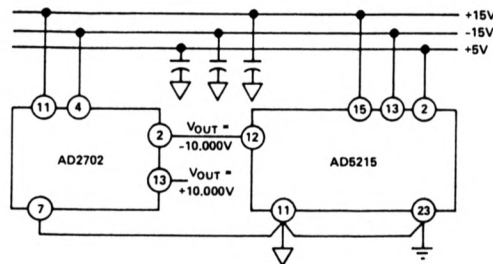 +15V
-15V
+5V
11
4
15
13
2
2
VOUT =
-10.000V
12
AD2702
AD5215
13
VOUT =
+10.000V
7
11
23